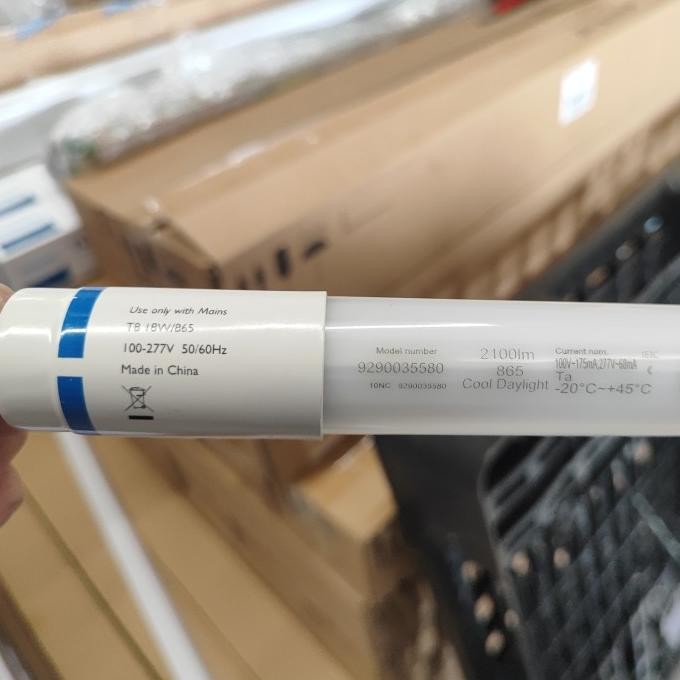 Use only with Mains
T8 18W/865
100-277V 50/60Hz
Made in China
Model number
9290035580
10NC 9290035580
2100lm
865
Cool Daylight
Current nom.
100V~175mA,277V~68mA
Ta
-20°C~+45°C